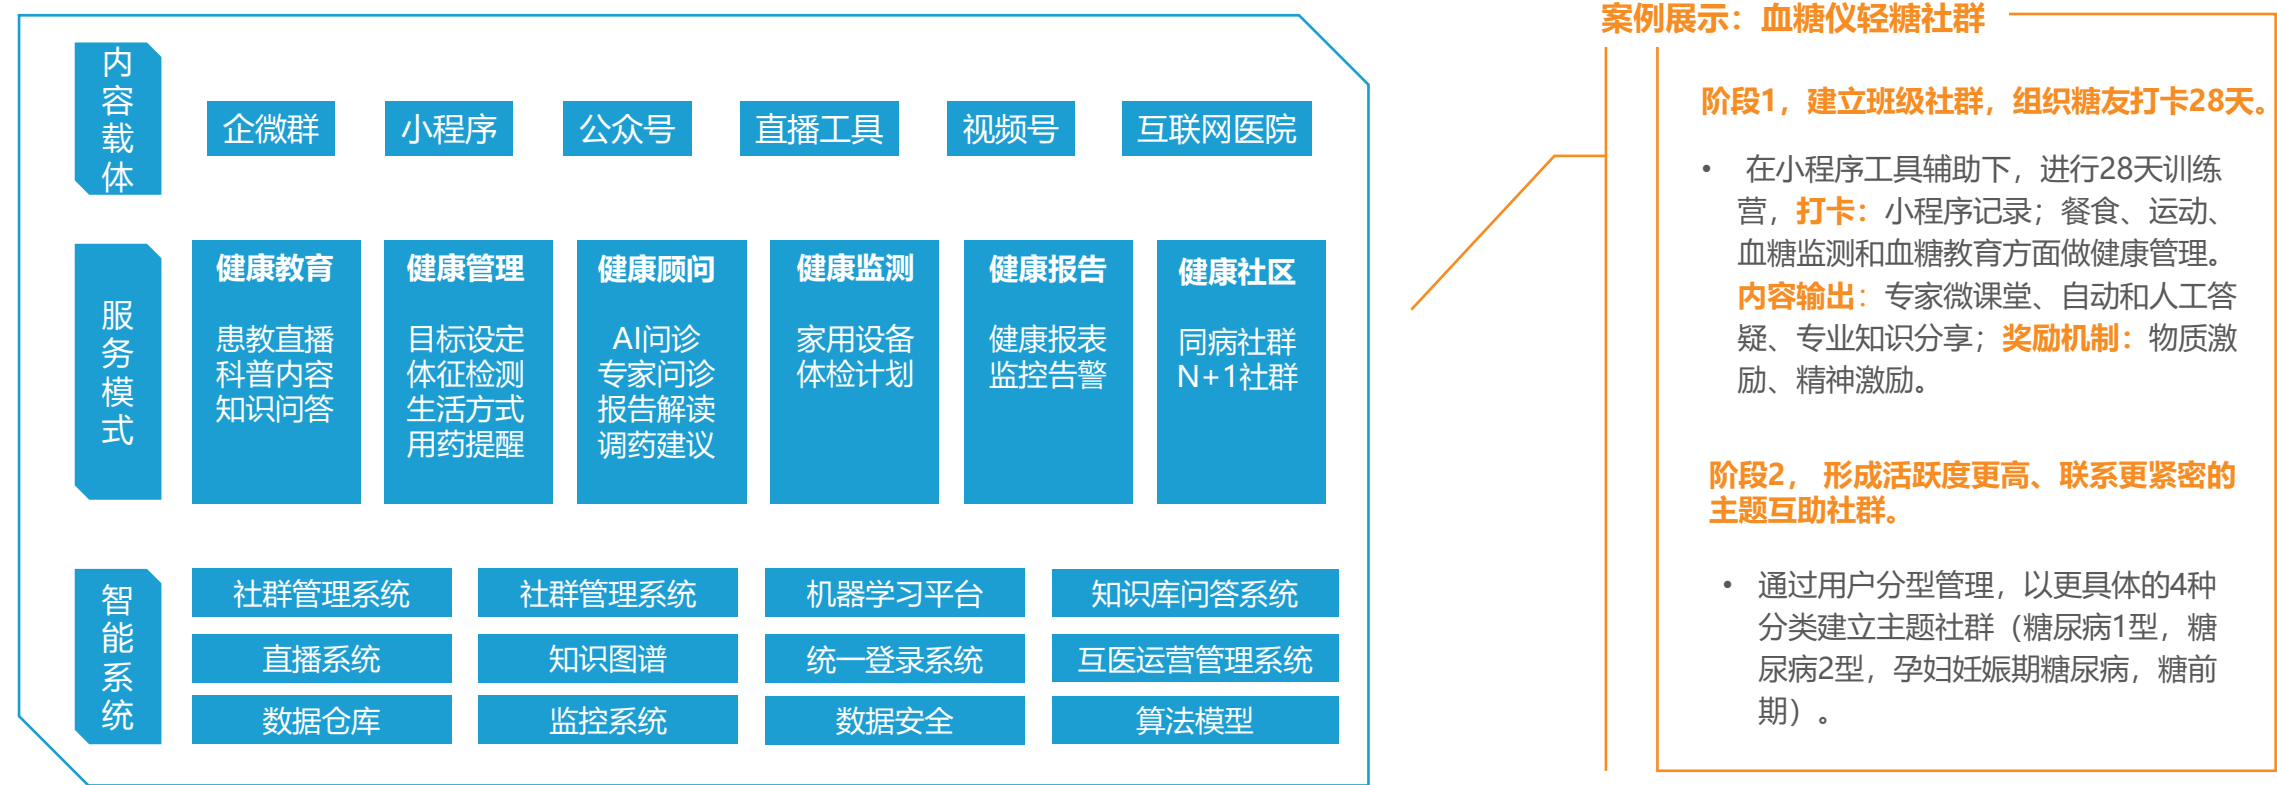 内容载体
企微群
小程序
公众号
直播工具
视频号
互联网医院
服务模式
健康教育
患教直播
科普内容
知识问答
健康管理
目标设定
体征检测
生活方式
用药提醒
健康顾问
AI问诊
专家问诊
报告解读
调药建议
健康监测
家用设备
体检计划
健康报告
健康报表
监控告警
健康社区
同病社群
N+1社群
智能系统
社群管理系统
社群管理系统
机器学习平台
知识库问答系统
直播系统
知识图谱
统一登录系统
互医运营管理系统
数据仓库
监控系统
数据安全
算法模型
案例展示：血糖仪轻糖社群
阶段1，建立班级社群，组织糖友打卡28天。
• 在小程序工具辅助下，进行28天训练
营，打卡：小程序记录；餐食、运动、
血糖监测和血糖教育方面做健康管理。
内容输出：专家微课堂、自动和人工答
疑、专业知识分享；奖励机制：物质激
励、精神激励。
阶段2， 形成活跃度更高、联系更紧密的
主题互助社群。
• 通过用户分型管理，以更具体的4种
分类建立主题社群（糖尿病1型，糖
尿病2型，孕妇妊娠期糖尿病，糖前
期）。